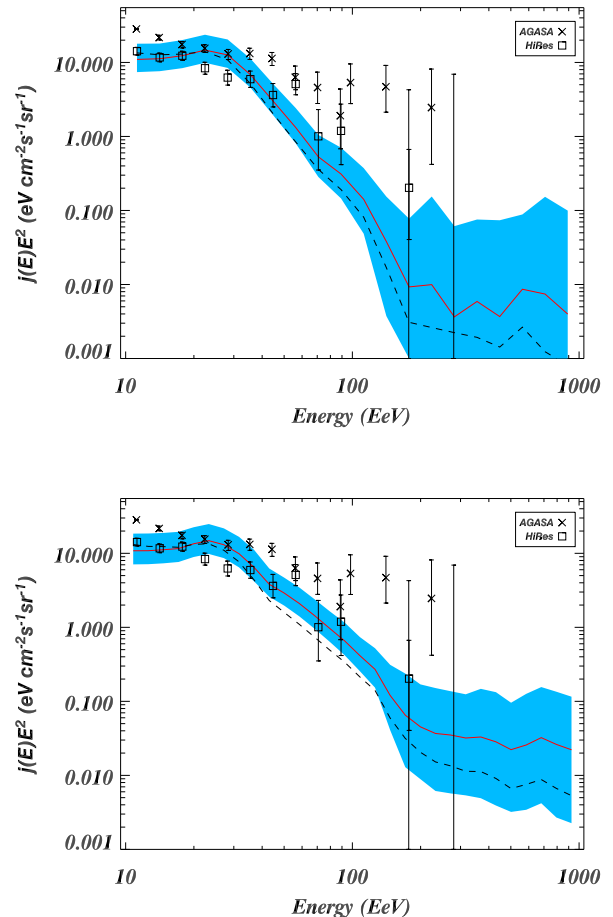 AGASA
HiRes
10.000
1.000
0.100
0.010
0.001
j(E)E² (eV cm⁻²s⁻¹sr⁻¹)
10
100
1000
Energy (EeV)
AGASA
HiRes
10.000
1.000
0.100
0.010
0.001
j(E)E² (eV cm⁻²s⁻¹sr⁻¹)
10
100
1000
Energy (EeV)